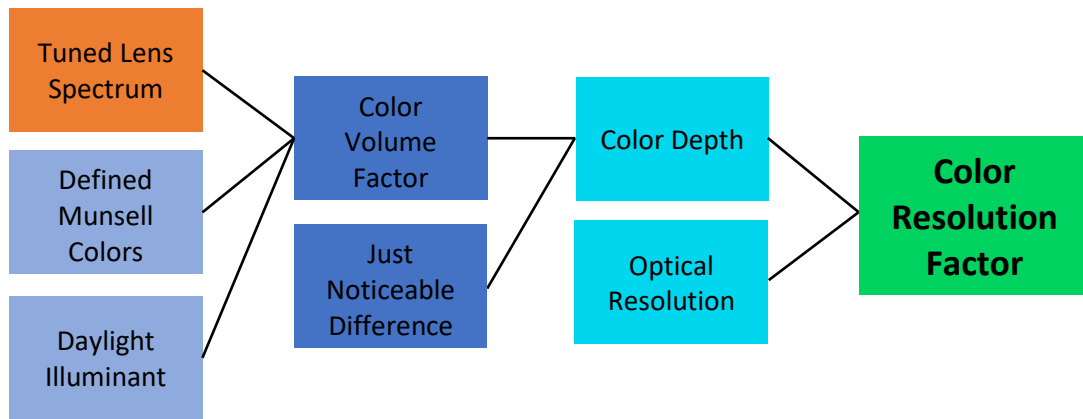 Tuned Lens
Spectrum
Defined
Munsell
Colors
Daylight
Illuminant
Color
Volume
Factor
Just
Noticeable
Difference
Color Depth
Optical
Resolution
Color
Resolution
Factor